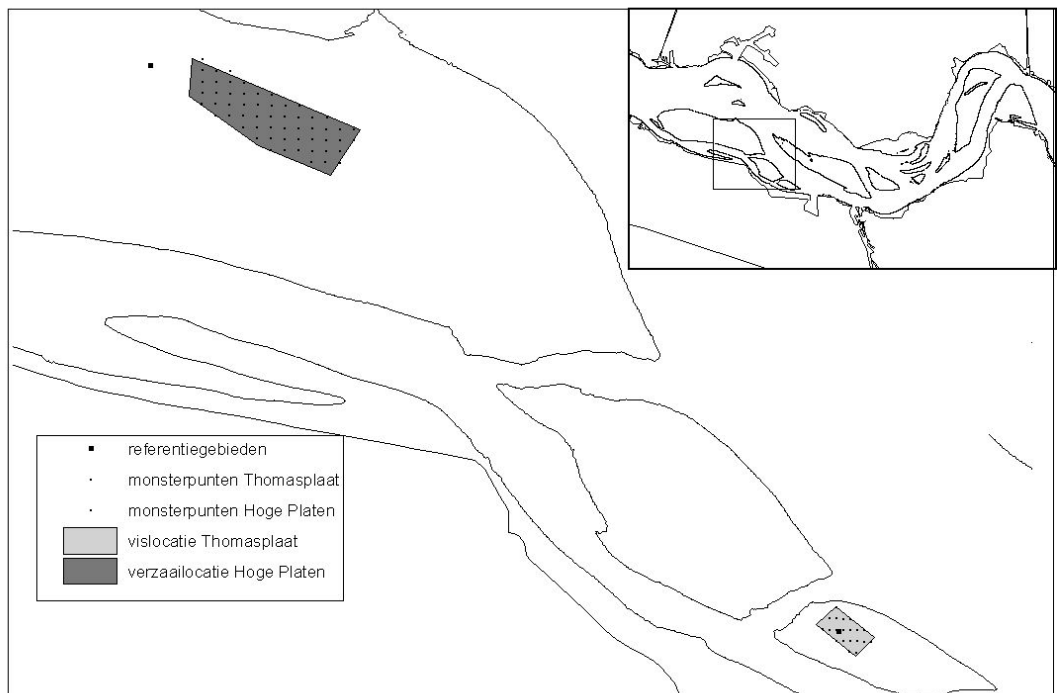 referentiegebieden
monsterpunten Thomasplaat
monsterpunten Hoge Platen
vislocatie Thomasplaat
verzaailocatie Hoge Platen